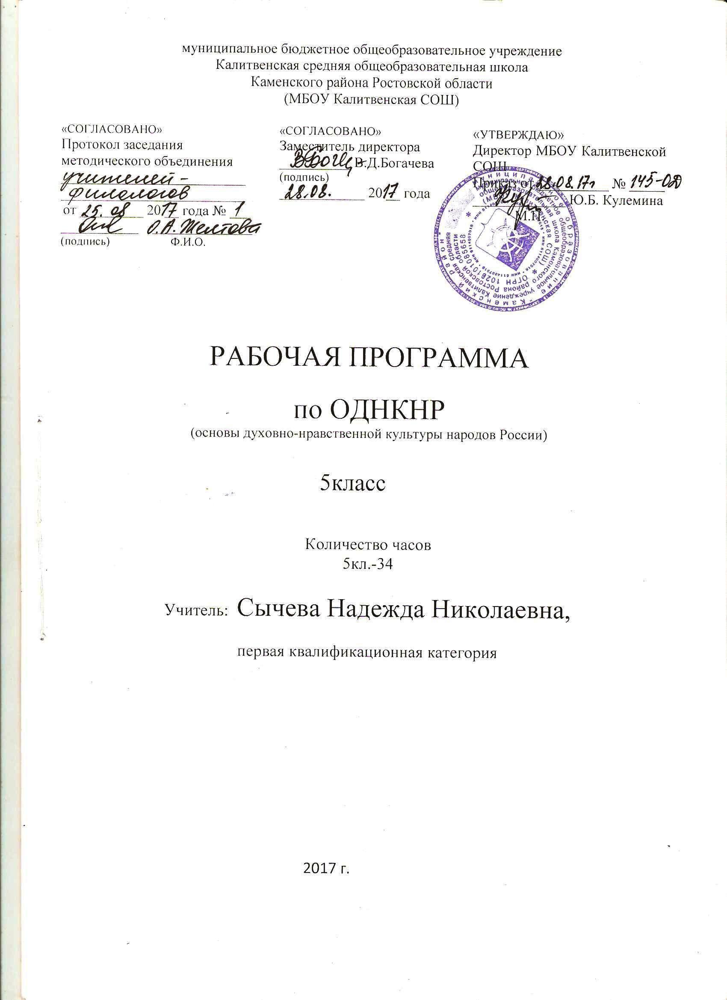 муниципальное бюджетное общеобразовательное учреждение
Калитвенская средняя общеобразовательная школа
Каменского района Ростовской области
(МБОУ Калитвенская СОШ)
«СОГЛАСОВАНО»
Протокол заседания
методического объединения
учителей-
филологов
от 25.08 2017 года № 1
О.А. Желтова
(подпись) Ф.И.О.
«СОГЛАСОВАНО»
Заместитель директора
В.Д.Богачева
(подпись)
28.08. 2017 года
«УТВЕРЖДАЮ»
Директор МБОУ Калитвенской
СОШ
Приказ от 28.08.17г № 145-ОД
Ю.Б. Кулемина
М.П.
муниципальное бюджетное общеобразовательное учреждение Калитвенская средняя
общеобразовательная школа Каменского района Ростовской области
(МБОУ Калитвенская СОШ) * ОГРН 1026101085658
ИНН 6114007018
РАБОЧАЯ ПРОГРАММА
по ОДНКНР
(основы духовно-нравственной культуры народов России)
5класс
Количество часов
5кл.-34
Учитель: Сычева Надежда Николаевна,
первая квалификационная категория
2017 г.